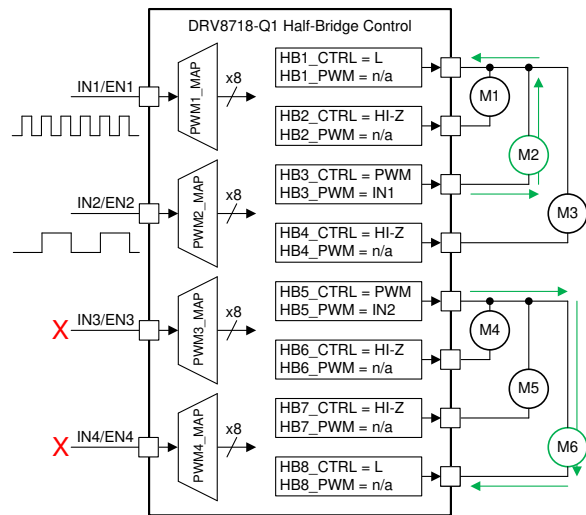 DRV8718-Q1 Half-Bridge Control
IN1/EN1
PWM1_MAP
x8
HB1_CTRL = L
HB1_PWM = n/a
M1
HB2_CTRL = HI-Z
HB2_PWM = n/a
M2
IN2/EN2
PWM2_MAP
x8
HB3_CTRL = PWM
HB3_PWM = IN1
M3
HB4_CTRL = HI-Z
HB4_PWM = n/a
X
IN3/EN3
PWM3_MAP
x8
HB5_CTRL = PWM
HB5_PWM = IN2
M4
HB6_CTRL = HI-Z
HB6_PWM = n/a
M5
X
IN4/EN4
PWM4_MAP
x8
HB7_CTRL = HI-Z
HB7_PWM = n/a
M6
HB8_CTRL = L
HB8_PWM = n/a